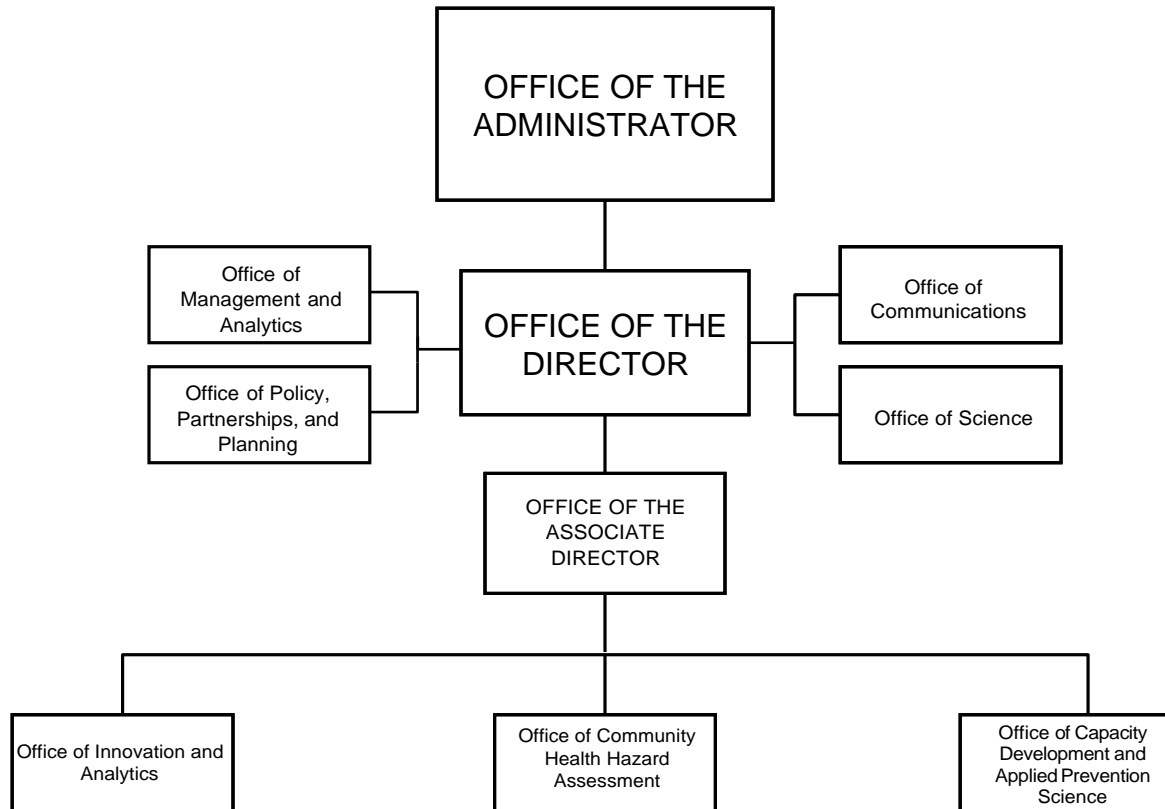 OFFICE OF THE
ADMINISTRATOR
Office of
Management and
Analytics
Office of Policy,
Partnerships, and
Planning
OFFICE OF THE
DIRECTOR
Office of
Communications
Office of Science
OFFICE OF THE
ASSOCIATE
DIRECTOR
Office of Innovation and
Analytics
Office of Community
Health Hazard
Assessment
Office of Capacity
Development and
Applied Prevention
Science